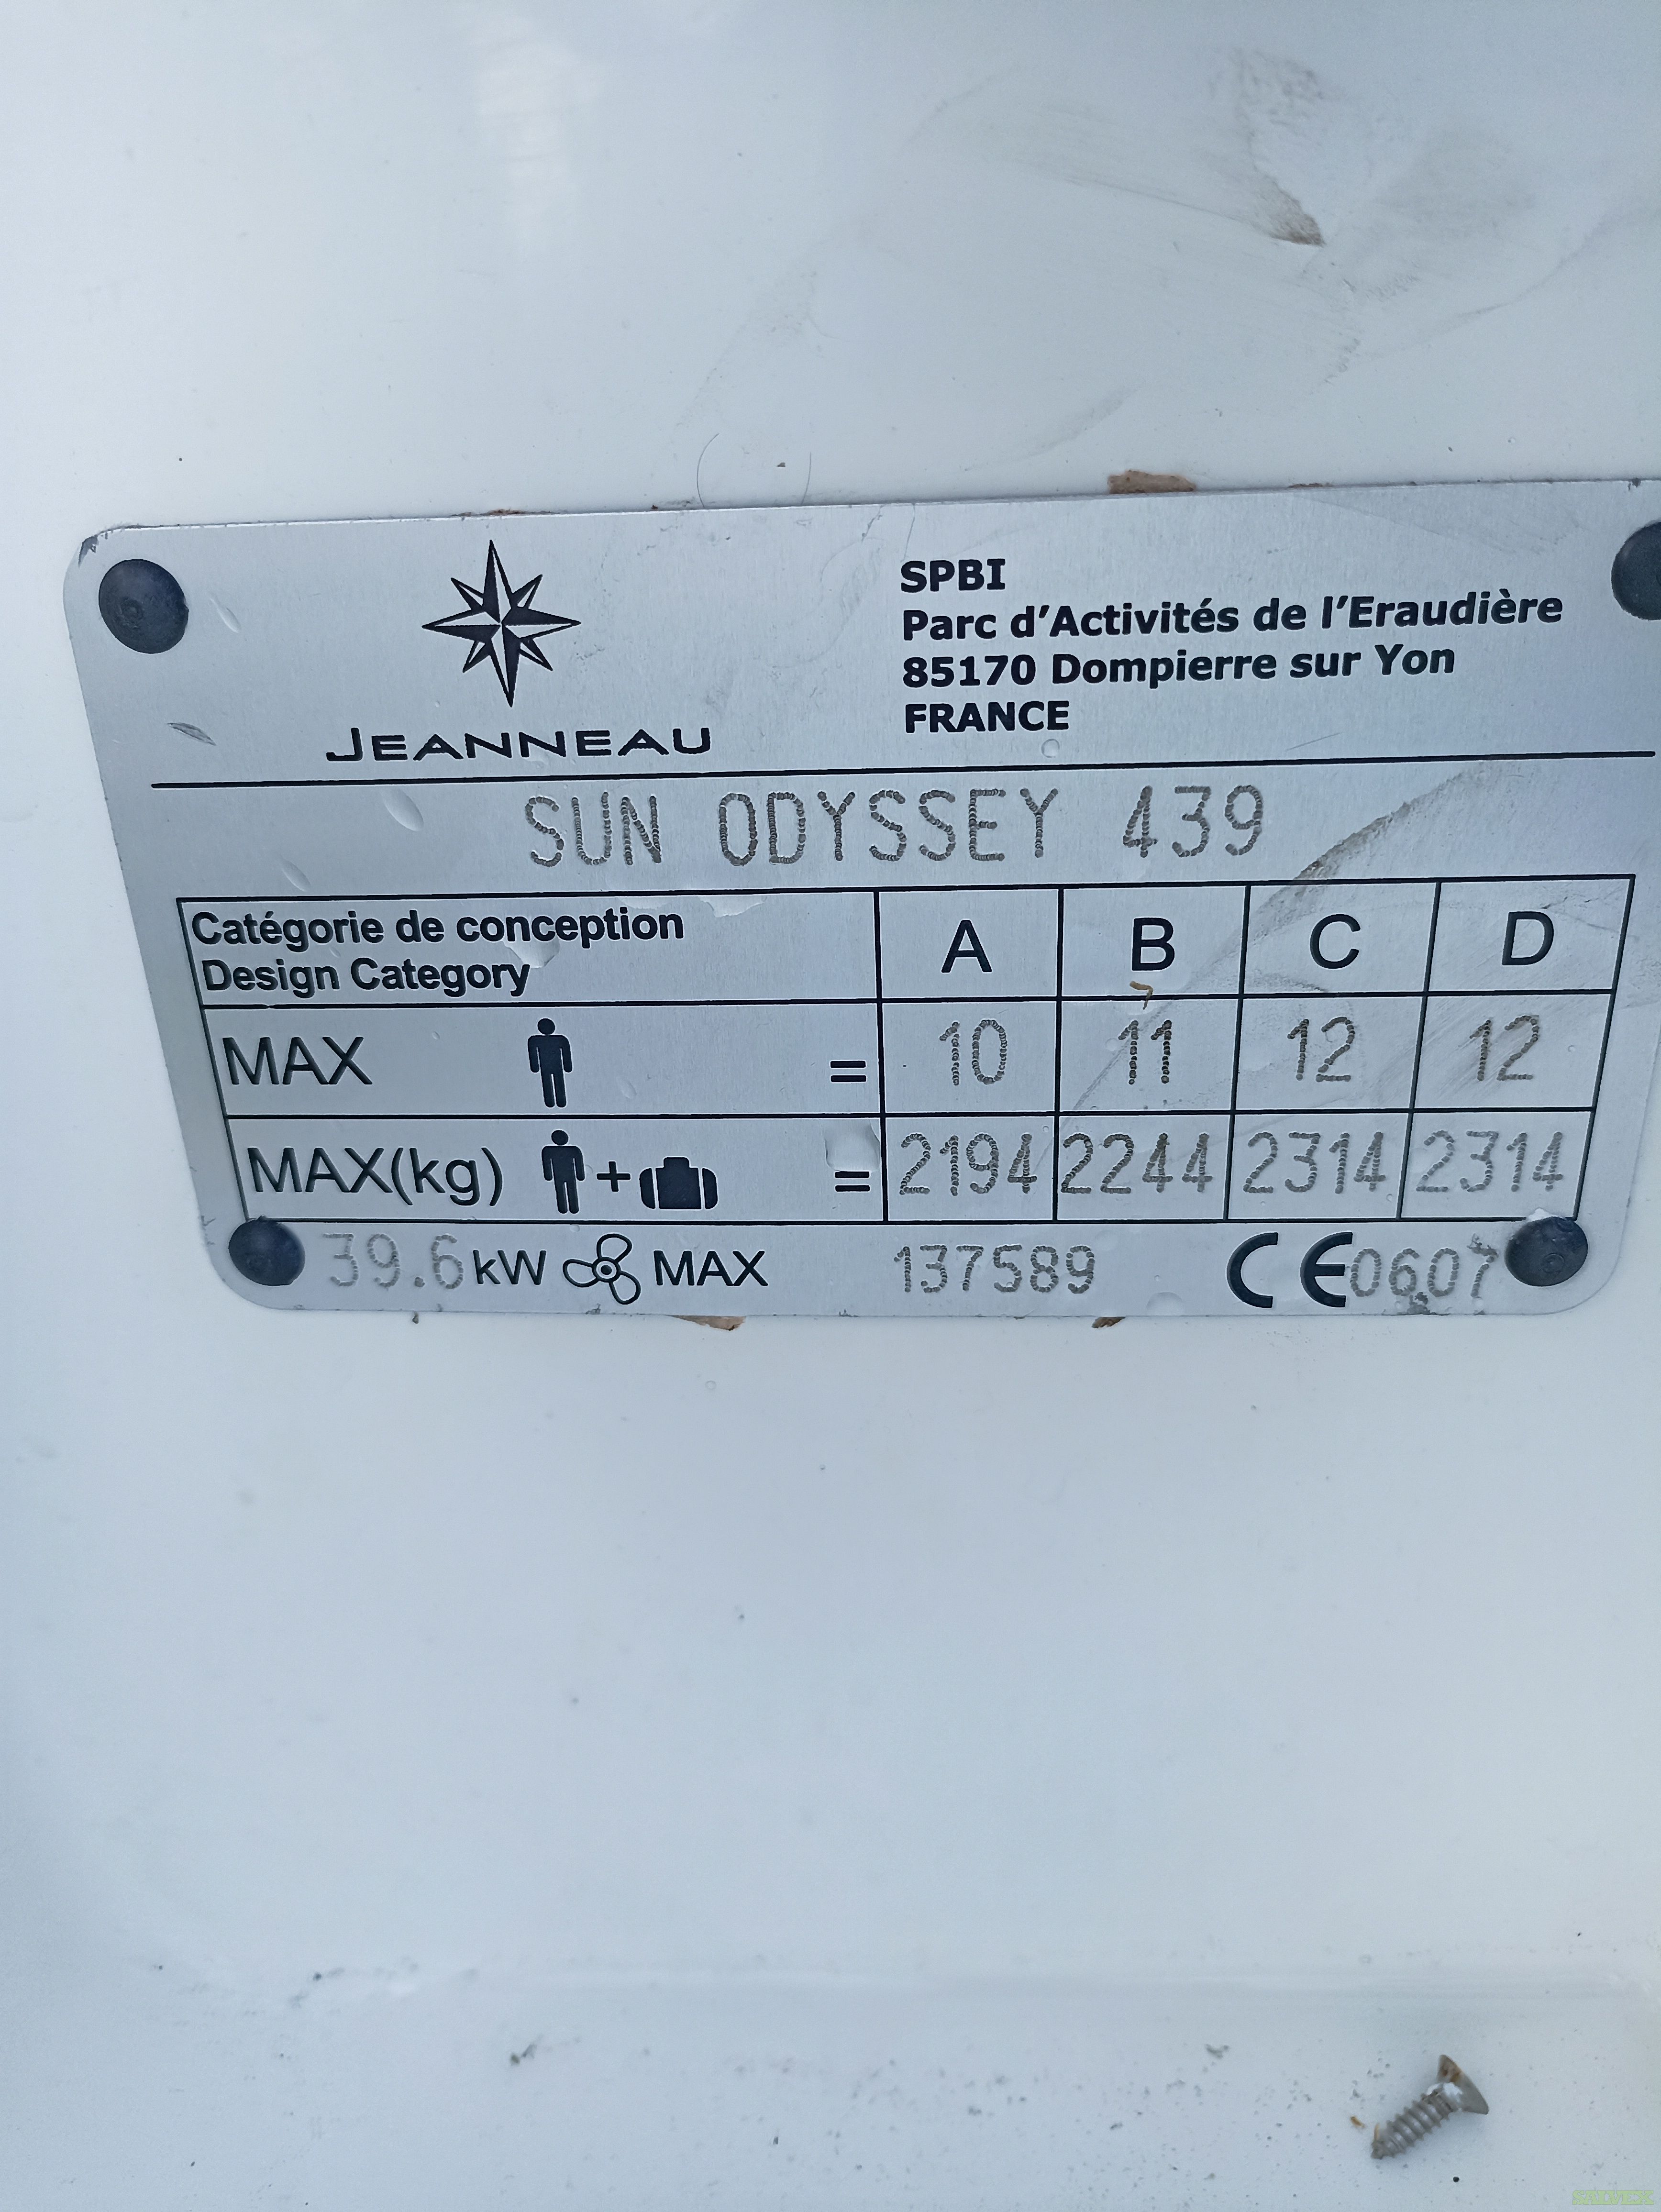 JEANNEAU
SPBI
Parc d'Activités de l'Eraudière
85170 Dompierre sur Yon
FRANCE
SUN ODYSSEY 439
Catégorie de conception
Design Category A B C D
MAX = 10 11 12 12
MAX(kg) + = 2194 2244 2314 2314
39.6 kW MAX 137589 CE0607